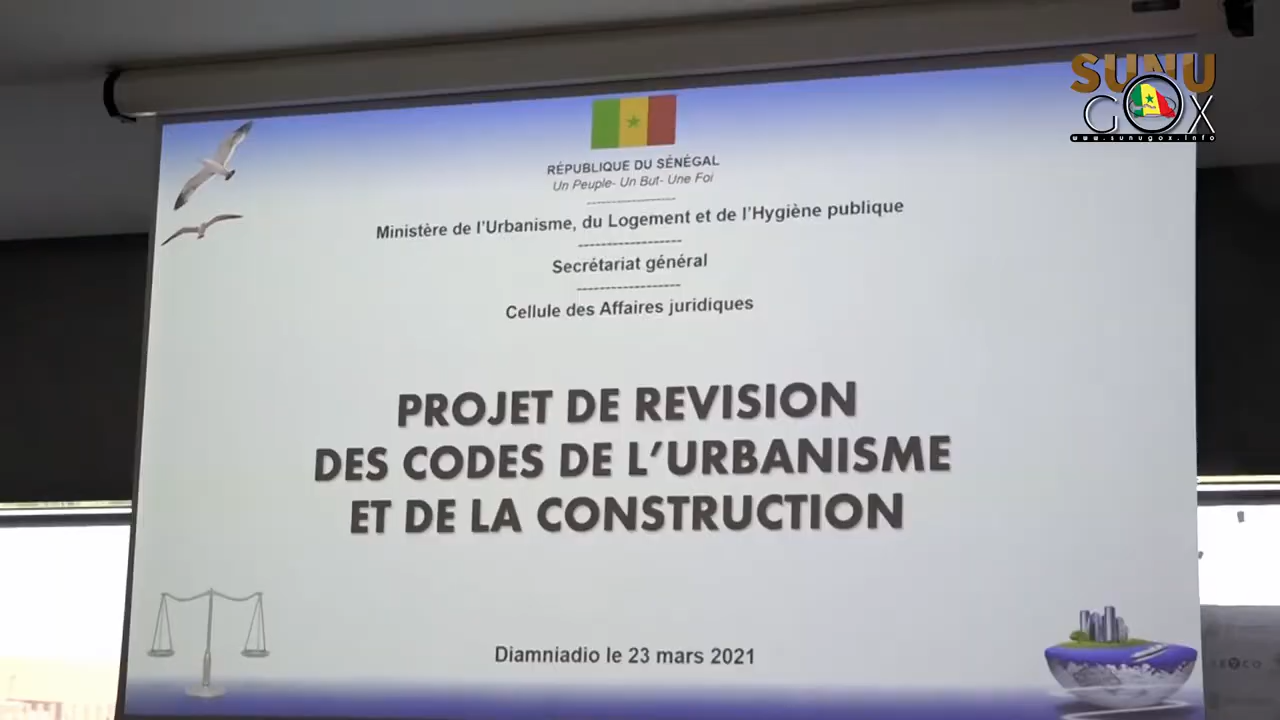 SUNU
GOX
www.sunugox.info
RÉPUBLIQUE DU SÉNÉGAL
Un Peuple- Un But- Une Foi
--------------------
Ministère de l'Urbanisme, du Logement et de l'Hygiène publique
------------------
Secrétariat général
------------------
Cellule des Affaires juridiques
PROJET DE REVISION
DES CODES DE L'URBANISME
ET DE LA CONSTRUCTION
Diamniadio le 23 mars 2021